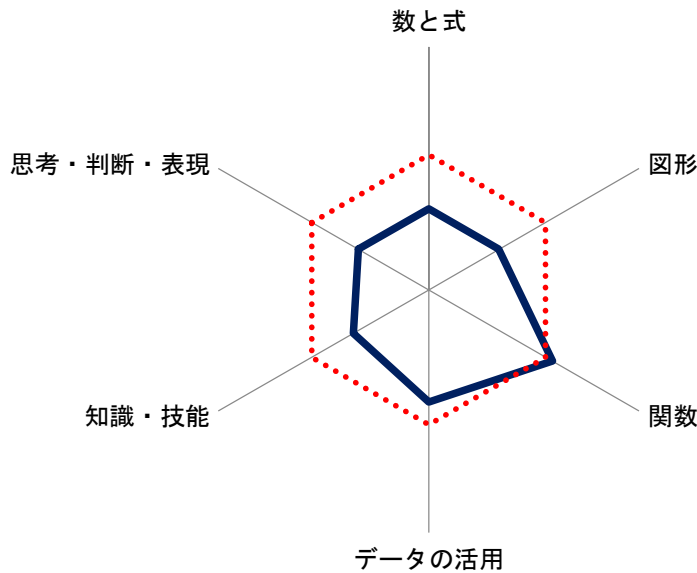 数と式
思考・判断・表現
図形
知識・技能
関数
データの活用